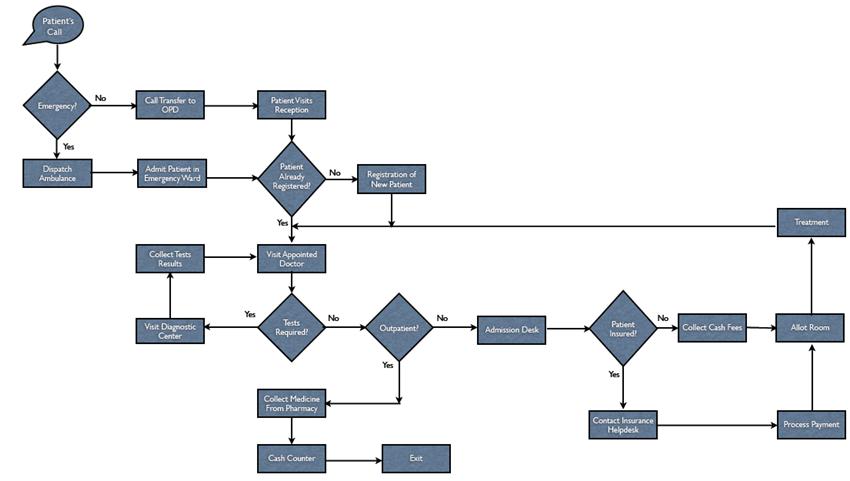 Patient's
Call
Emergency?
No
Call Transfer to
OPD
Patient Visits
Reception
Yes
Dispatch
Ambulance
Admit Patient in
Emergency Ward
Patient
Already
Registered?
No
Registration of
New Patient
Yes
Treatment
Collect Tests
Results
Visit Appointed
Doctor
Visit Diagnostic
Center
Yes
Tests
Required?
No
Outpatient?
No
Admission Desk
Patient
Insured?
No
Collect Cash Fees
Allot Room
Yes
Yes
Collect Medicine
From Pharmacy
Contact Insurance
Helpdesk
Process Payment
Cash Counter
Exit